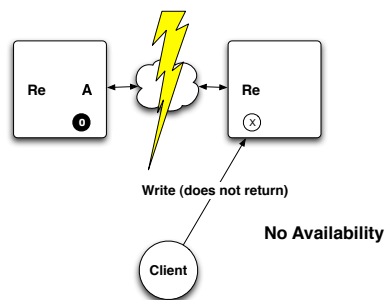 Re A
Re
0
X
Write (does not return)
No Availability
Client